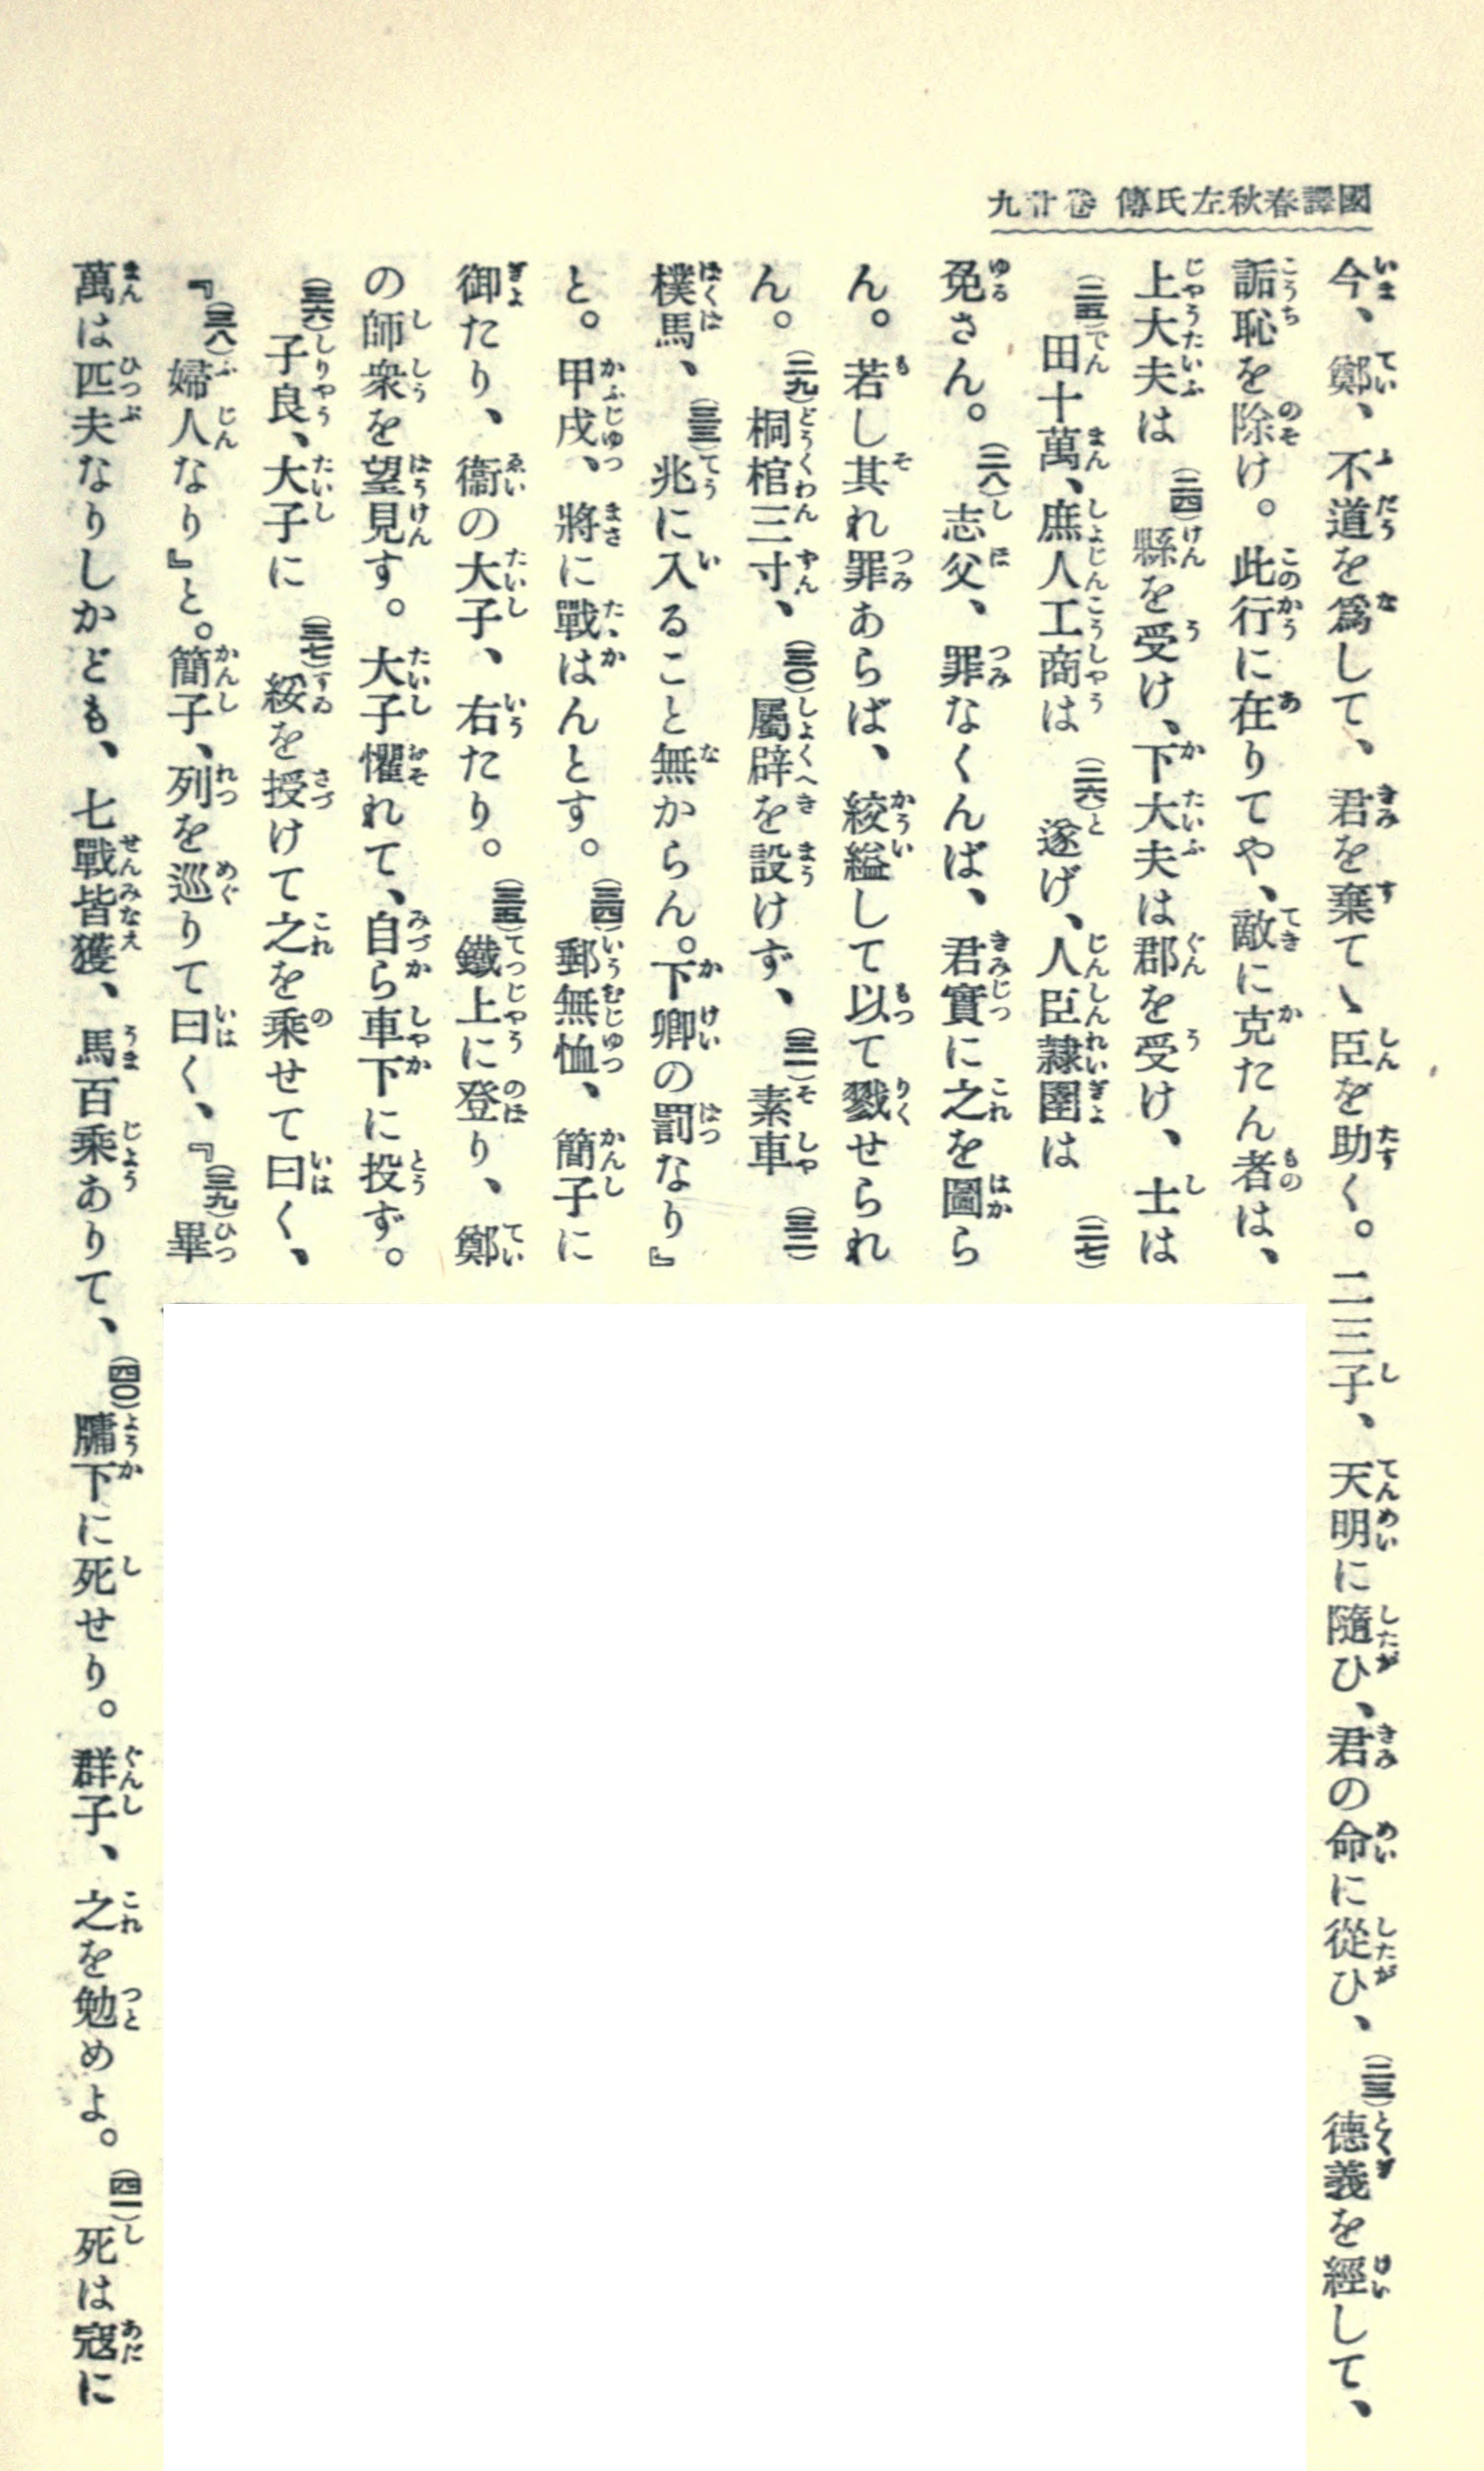 國譯春秋左氏傳 卷廿九
今、鄭、不道を爲して、君を棄て、臣を助く。二三子、天明に隨ひ、君の命に從ひ、(二三)德義を經して、
詬恥を除け。此行に在りてや、敵に克たん者は、
上大夫は(二四)縣を受け、下大夫は郡を受け、士は
(二五)田十萬、庶人工商は(二六)遂げ、人臣隷圉は(二七)
免さん。(二八)志父、罪なくんば、君實に之を圖ら
ん。若し其れ罪あらば、絞縊して以て戮せられ
ん。(二九)桐棺三寸、(三〇)屬辟を設けず、(三一)素車(三二)
樸馬、(三三)兆に入ること無からん。下卿の罰なり』
と。甲戌、將に戰はんとす。(三四)郵無恤、簡子に
御たり、衞の大子、右たり。(三五)鐵上に登り、鄭
の師衆を望見す。大子懼れて、自ら車下に投ず。
(三六)子良、大子に(三七)綏を授けて之を乘せて曰く、
『(三八)婦人なり』と。簡子、列を巡りて曰く、『(三九)畢
萬は匹夫なりしかども、七戰皆獲、馬百乘ありて、(四〇)牖下に死せり。群子、之を勉めよ。(四一)死は寇に